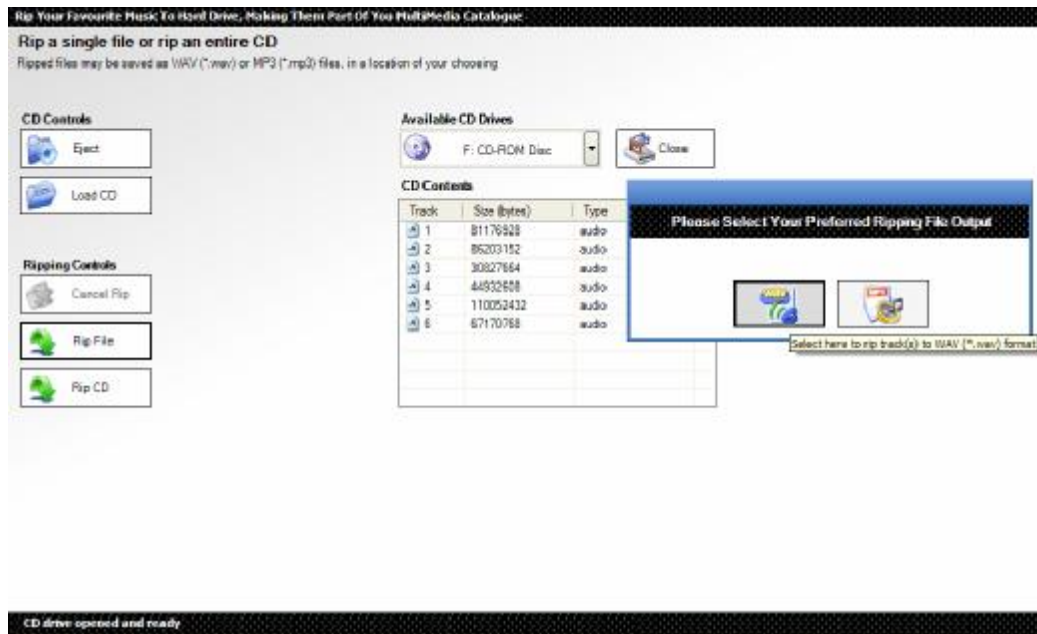 Rip Your Favourite Music To Hard Drive, Making Them Part Of You MultiMedia Catalogue
Rip a single file or rip an entire CD
Ripped files may be saved as WAV (*.wav) or MP3 (*.mp3) files, in a location of your choosing
CD Controls
Eject
Load CD
Ripping Controls
Cancel Rip
Rip File
Rip CD
Available CD Drives
F: CD-ROM Disc
Close
CD Contents
Track Size (bytes) Type
1 81176928 audio
2 86203152 audio
3 30827664 audio
4 44932608 audio
5 110052432 audio
6 67170768 audio
Please Select Your Preferred Ripping File Output
Select here to rip track(s) to WAV (*.wav) format
CD drive opened and ready